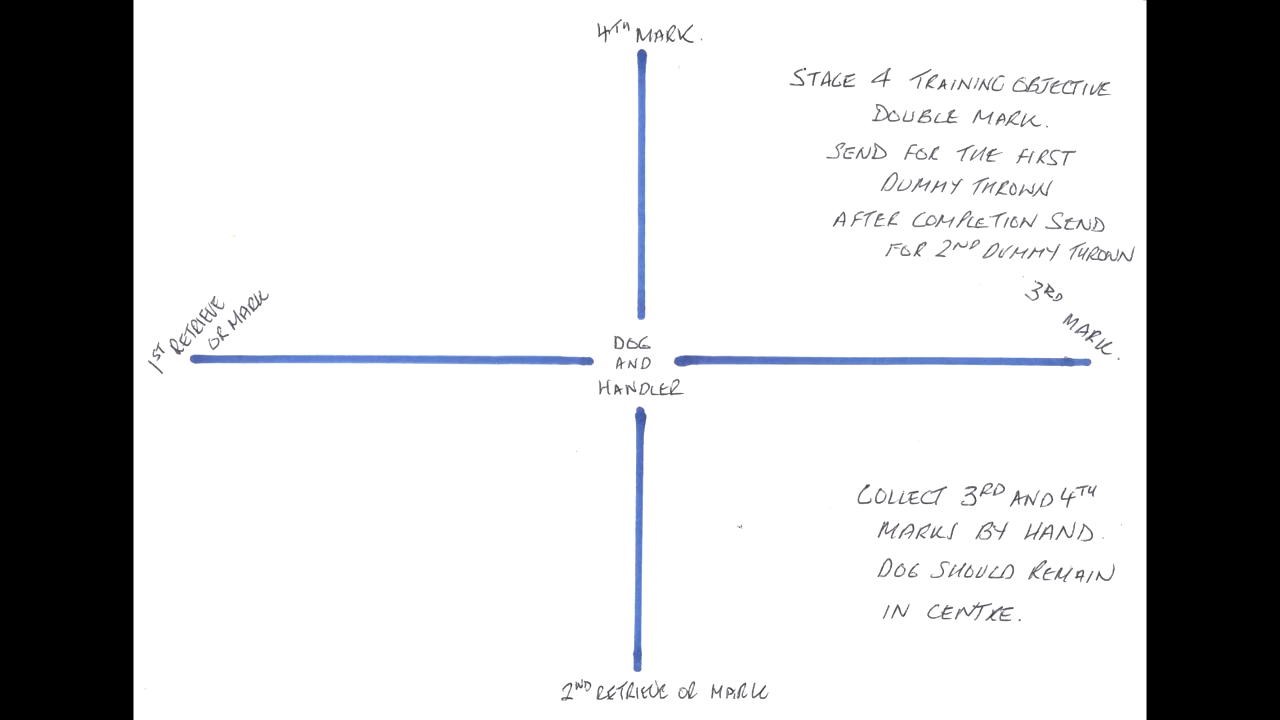 4TH MARK.
STAGE 4 TRAINING OBJECTIVE
DOUBLE MARK.
SEND FOR THE FIRST
DUMMY THROWN
AFTER COMPLETION SEND
FOR 2ND DUMMY THROWN
1ST RETRIEVE
OR MARK
3RD
MARK.
DOG
AND
HANDLER
COLLECT 3RD AND 4TH
MARKS BY HAND.
DOG SHOULD REMAIN
IN CENTRE.
2ND RETRIEVE OR MARK